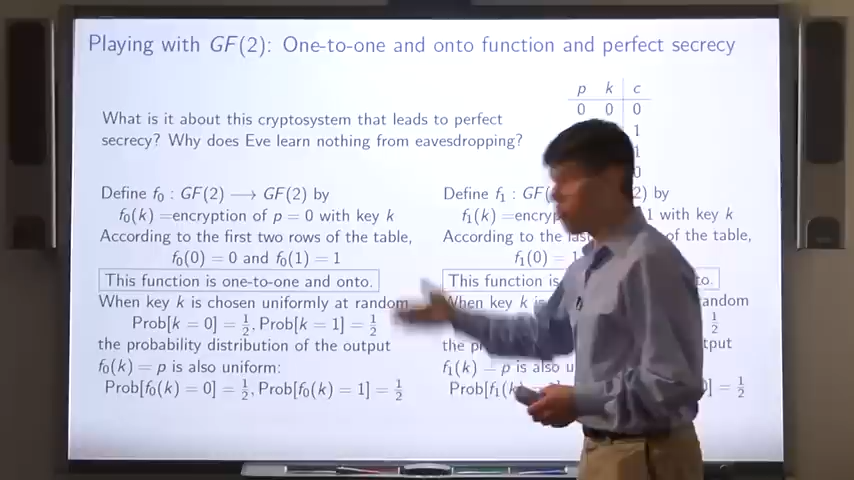 Playing with GF(2): One-to-one and onto function and perfect secrecy
p k c
0 0 0
1
1
0
What is it about this cryptosystem that leads to perfect
secrecy? Why does Eve learn nothing from eavesdropping?
Define f₀ : GF(2) ⟶ GF(2) by
f₀(k) =encryption of p = 0 with key k
According to the first two rows of the table,
f₀(0) = 0 and f₀(1) = 1
This function is one-to-one and onto.
When key k is chosen uniformly at random
Prob[k = 0] = ½, Prob[k = 1] = ½
the probability distribution of the output
f₀(k) = p is also uniform:
Prob[f₀(k) = 0] = ½, Prob[f₀(k) = 1] = ½
Define f₁ : GF 2) by
f₁(k) = 1 with key k
According to the of the table,
f₁(0) =
This function is to.
When key k andom
½
the tput
f₁(k) = p is also
Prob[f₁( ] = ½